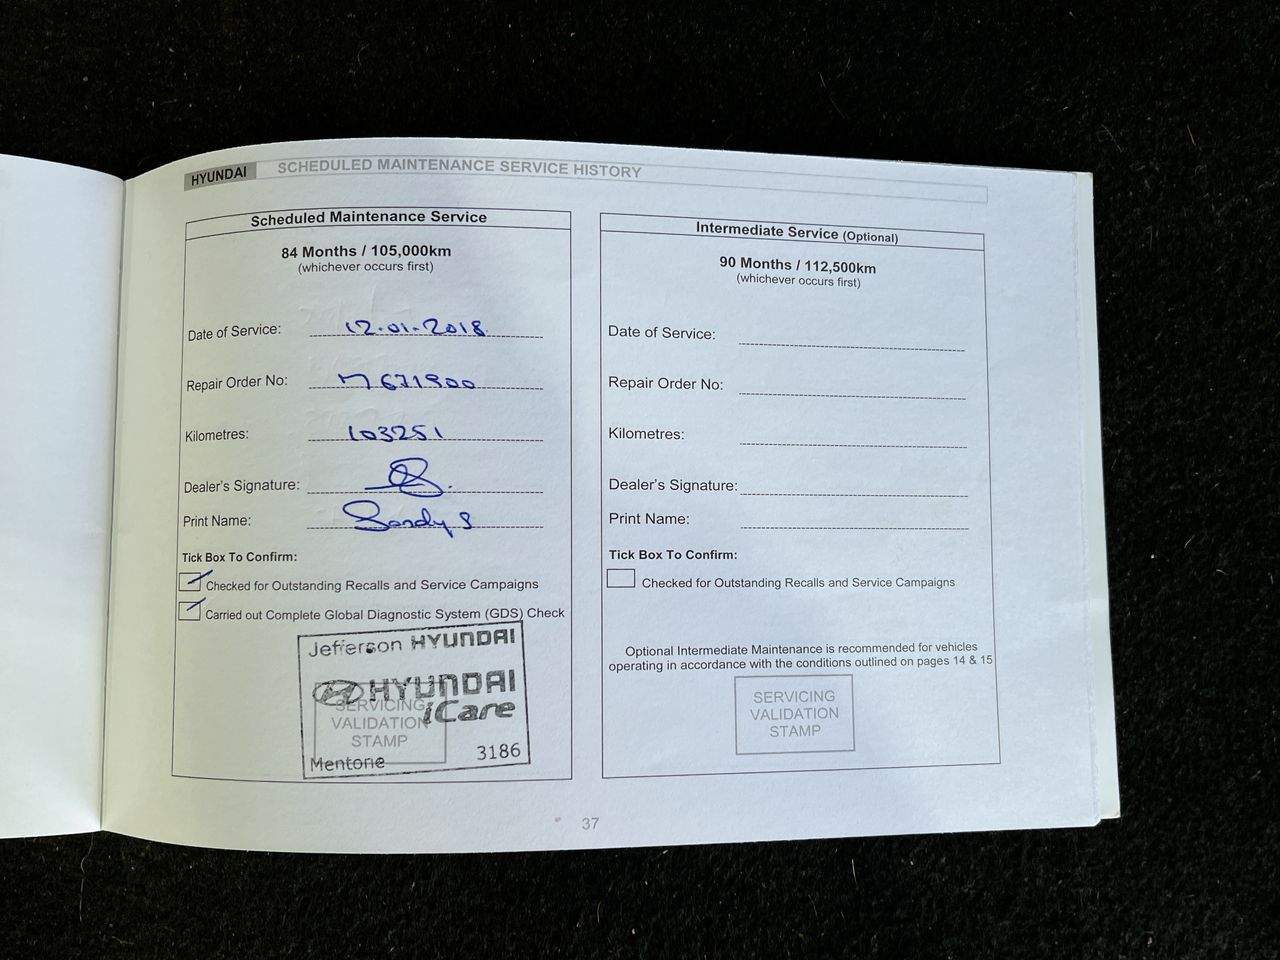 HYUNDAI SCHEDULED MAINTENANCE SERVICE HISTORY
Scheduled Maintenance Service
84 Months / 105,000km
(whichever occurs first)
Date of Service: 12.01.2018
Repair Order No: M671900
Kilometres: 103251
Dealer's Signature:
Print Name: Sandy S
Tick Box To Confirm:
Checked for Outstanding Recalls and Service Campaigns
Carried out Complete Global Diagnostic System (GDS) Check
Jefferson HYUNDAI
HYUNDAI
iCare
SERVICING
VALIDATION
STAMP
Mentone 3186
Intermediate Service (Optional)
90 Months / 112,500km
(whichever occurs first)
Date of Service:
Repair Order No:
Kilometres:
Dealer's Signature:
Print Name:
Tick Box To Confirm:
Checked for Outstanding Recalls and Service Campaigns
Optional Intermediate Maintenance is recommended for vehicles
operating in accordance with the conditions outlined on pages 14 & 15
SERVICING
VALIDATION
STAMP
37